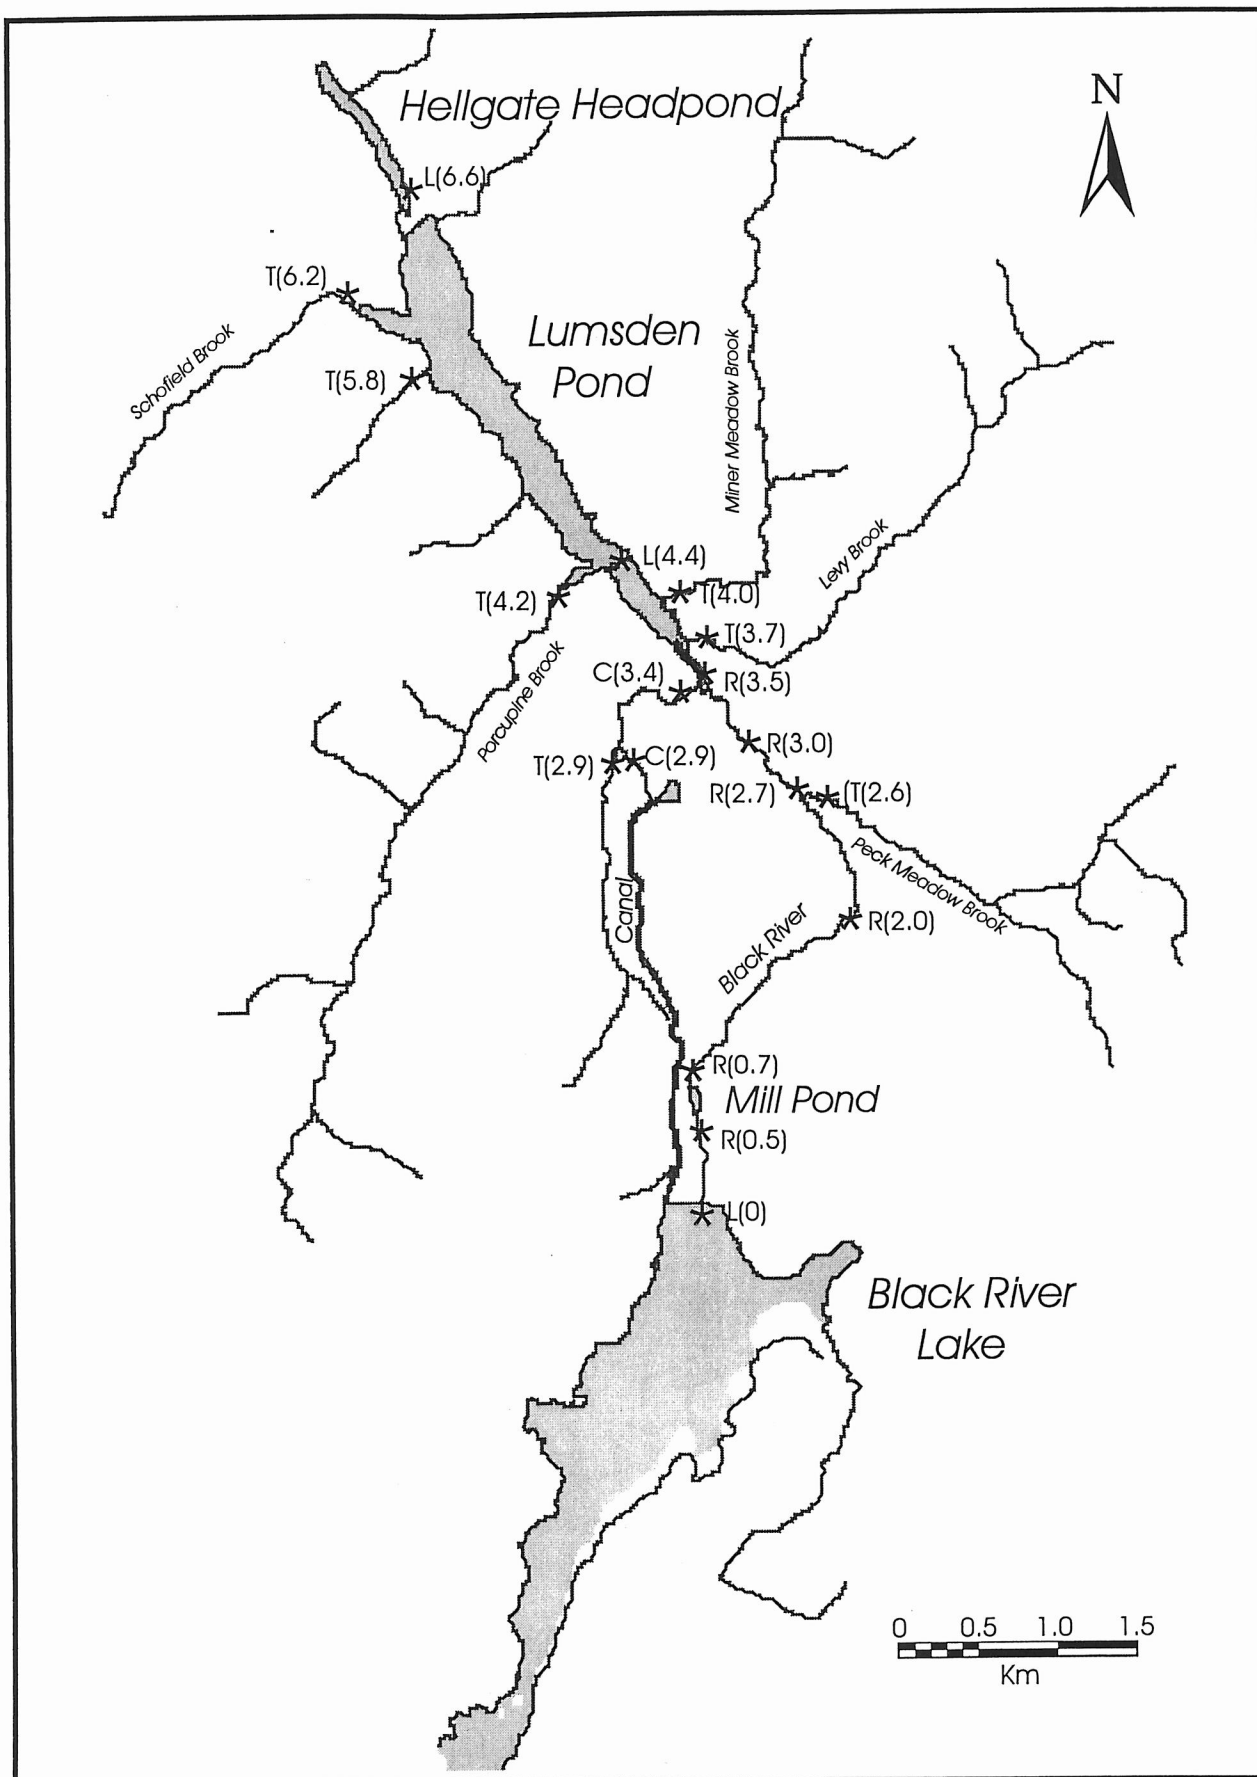 Hellgate Headpond
N
L(6.6)
T(6.2)
Schofield Brook
Lumsden
Pond
T(5.8)
Miner Meadow Brook
Levy Brook
L(4.4)
T(4.2)
T(4.0)
T(3.7)
Porcupine Brook
C(3.4)
R(3.5)
R(3.0)
T(2.9)
C(2.9)
R(2.7)
(T(2.6)
Peck Meadow Brook
Canal
Black River
R(2.0)
R(0.7)
Mill Pond
R(0.5)
L(0)
Black River
Lake
0 0.5 1.0 1.5
Km